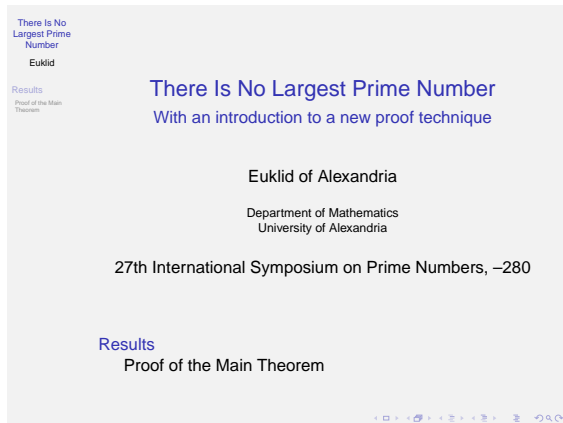 There Is No
Largest Prime
Number
Euklid
Results
Proof of the Main
Theorem
There Is No Largest Prime Number
With an introduction to a new proof technique
Euklid of Alexandria
Department of Mathematics
University of Alexandria
27th International Symposium on Prime Numbers, –280
Results
Proof of the Main Theorem